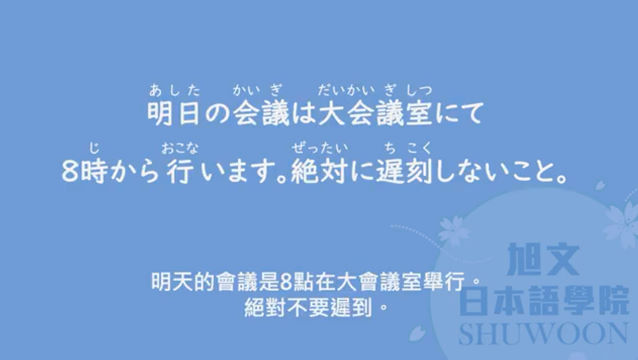 あした かいぎ だいかいぎしつ
明日の会議は大会議室にて
じ おこな ぜったい ちこく
8時から行います。絶対に遅刻しないこと。
明天的會議是8點在大會議室舉行。
絕對不要遲到。
旭文
日本語學院
SHUWOON